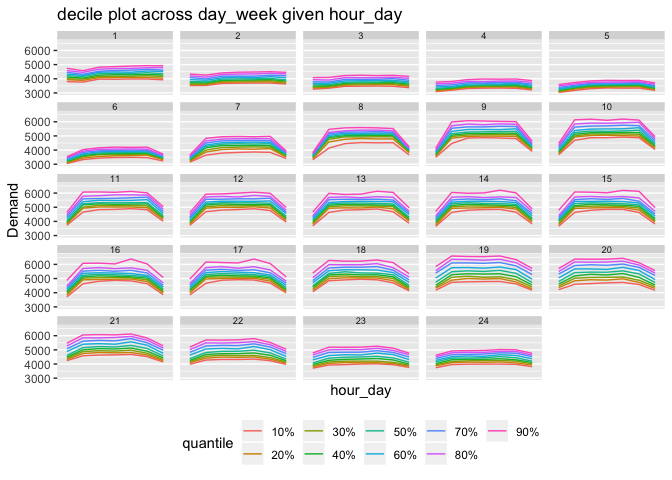 decile plot across day_week given hour_day
1 2 3 4 5
6000
5000
4000
3000
6 7 8 9 10
6000
5000
4000
3000
11 12 13 14 15
6000
5000
4000
3000
16 17 18 19 20
6000
5000
4000
3000
21 22 23 24
6000
5000
4000
3000
Demand
hour_day
quantile
10% 30% 50% 70% 90%
20% 40% 60% 80%